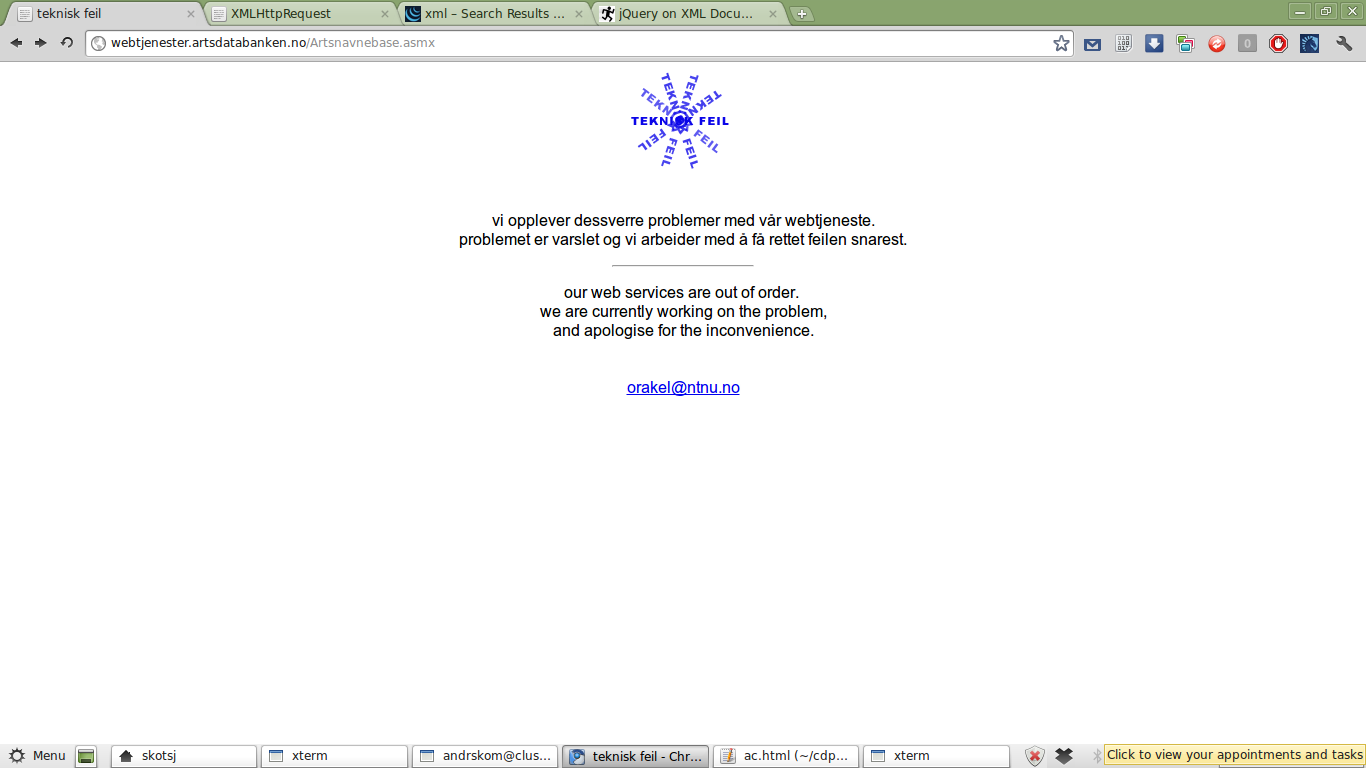 teknisk feil
XMLHttpRequest
xml – Search Results ...
jQuery on XML Docu...
webtjenester.artsdatabanken.no/Artsnavnebase.asmx
0
TEKNISK FEIL
vi opplever dessverre problemer med vår webtjeneste.
problemet er varslet og vi arbeider med å få rettet feilen snarest.
our web services are out of order.
we are currently working on the problem,
and apologise for the inconvenience.
orakel@ntnu.no
Menu
skotsj
xterm
andrskom@clus...
teknisk feil - Chr...
ac.html (~/cdp...
xterm
Click to view your appointments and tasks